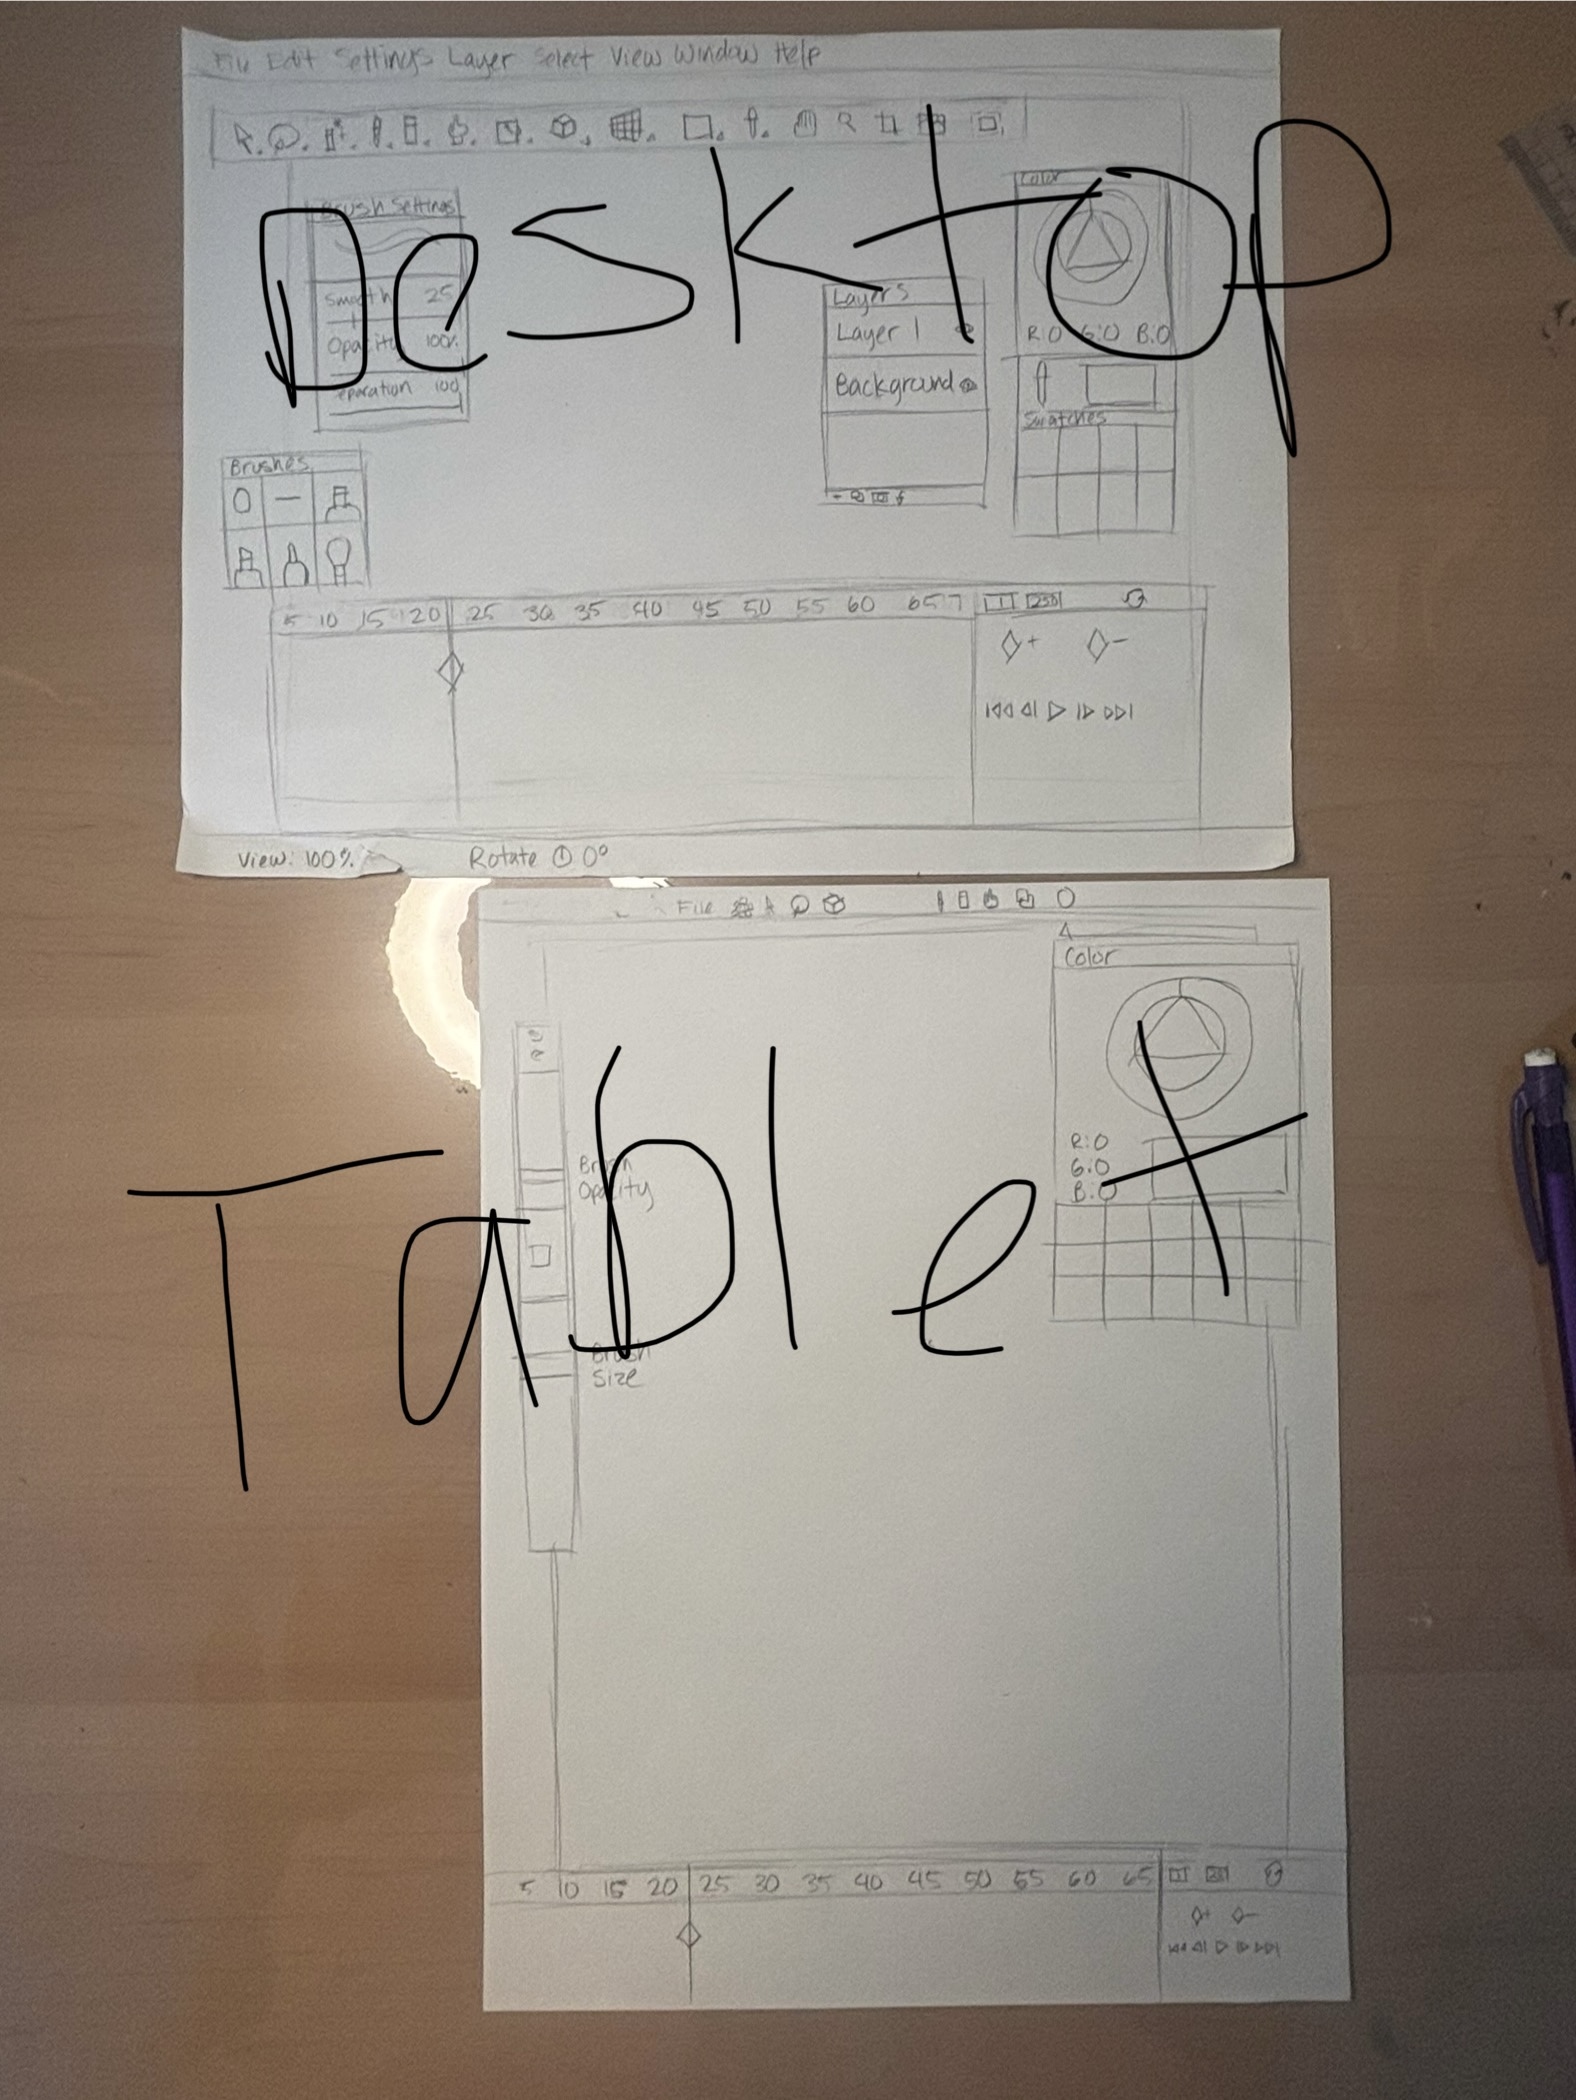 File Edit Settings Layer Select View Window Help
Desktop
Color
Brush Settings
Smooth 25
Opacity 100%
eparation 100
Layers
Layer 1
Background
R:0 G:0 B:0
Swatches
Brushes
5 10 15 20 25 30 35 40 45 50 55 60 65
View: 100% Rotate 0°
File
Color
Tablet
Brush
Opacity
R:0
G:0
B:0
Brush
Size
5 10 15 20 25 30 35 40 45 50 55 60 65